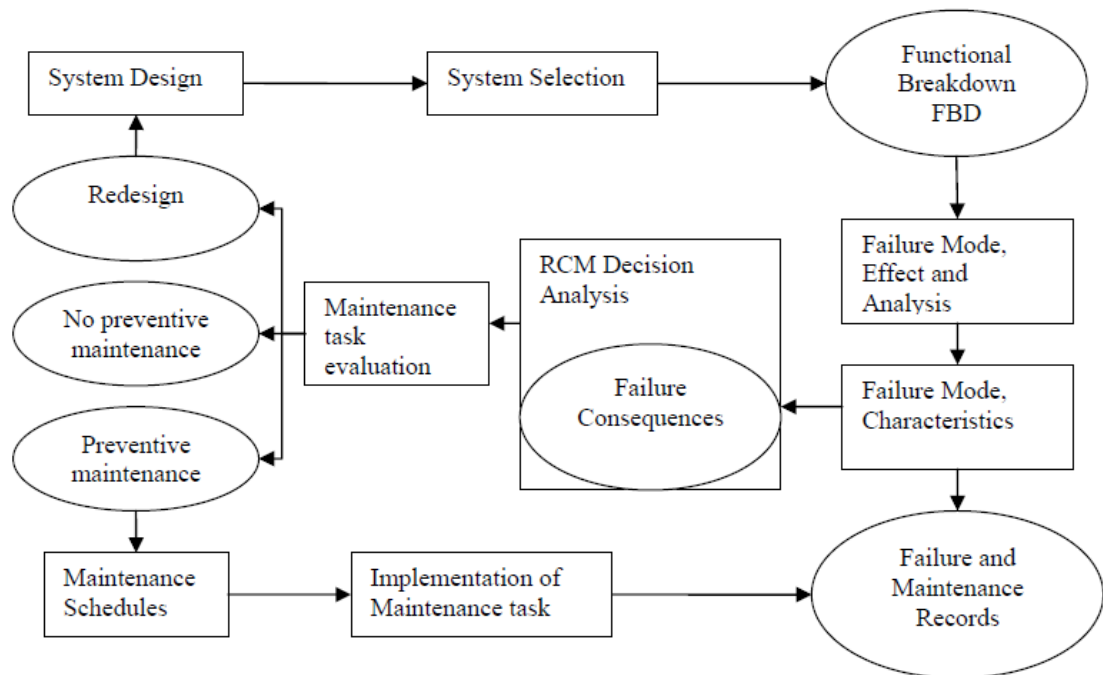 System Design
System Selection
Functional
Breakdown
FBD
Redesign
RCM Decision
Analysis
Failure Mode,
Effect and
Analysis
No preventive
maintenance
Maintenance
task
evaluation
Failure
Consequences
Failure Mode,
Characteristics
Preventive
maintenance
Maintenance
Schedules
Implementation of
Maintenance task
Failure and
Maintenance
Records